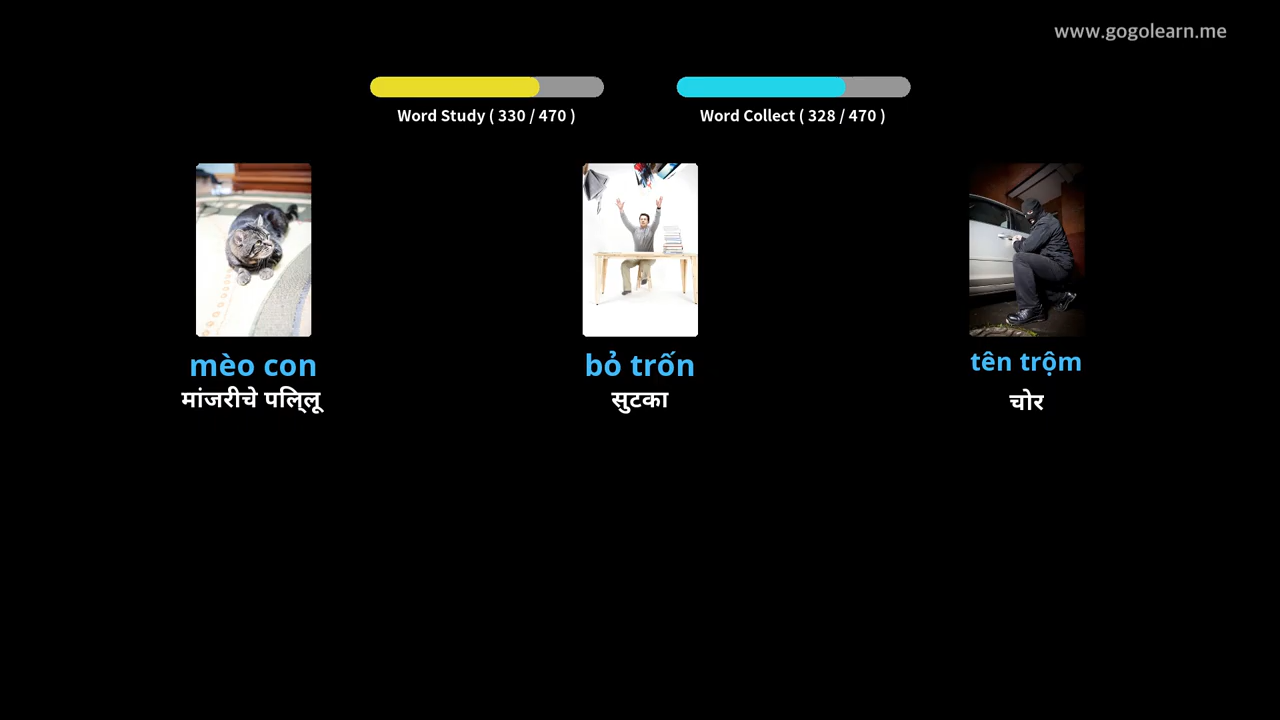 www.gogolearn.me
Word Study ( 330 / 470 )
Word Collect ( 328 / 470 )
mèo con
मांजरीचे पिल्लू
bỏ trốn
सुटका
tên trộm
चोर